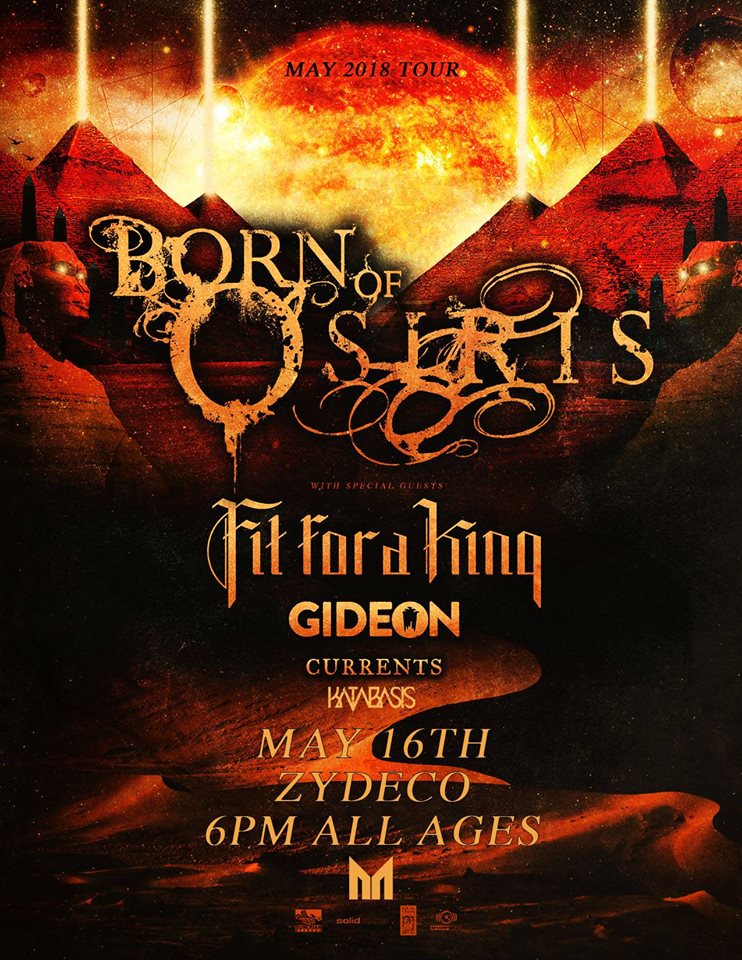 MAY 2018 TOUR
BORN OF
OSIRIS
WITH SPECIAL GUESTS
Fit For a King
GIDEON
CURRENTS
KATABASIS
MAY 16TH
ZYDECO
6PM ALL AGES
solid